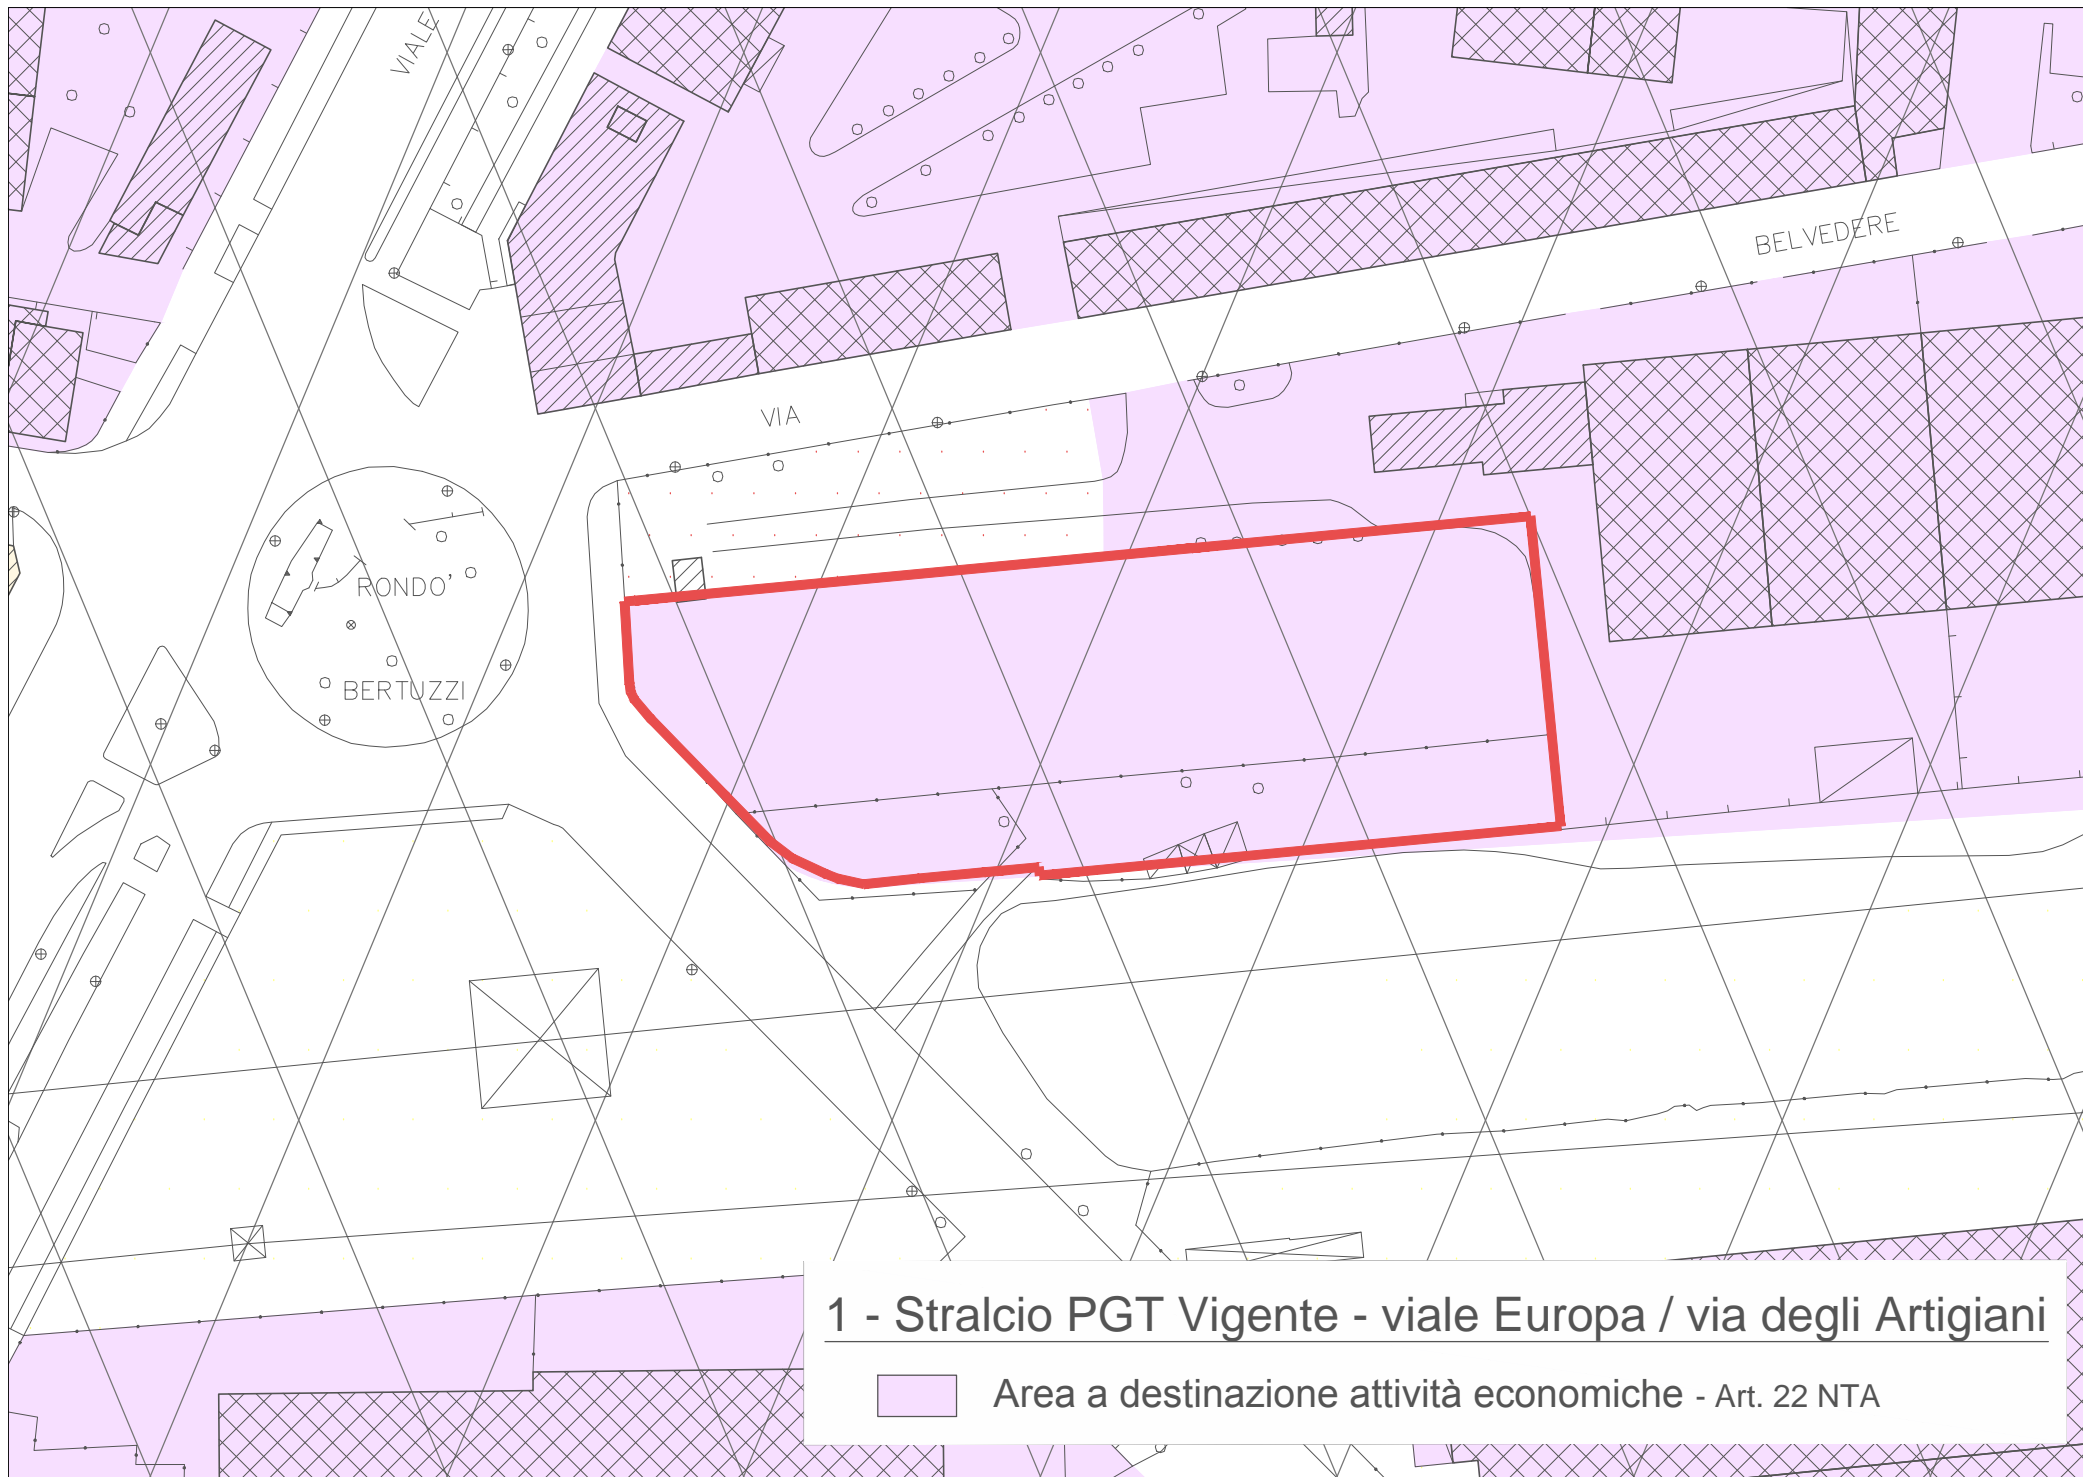 VIALE
BELVEDERE
VIA
RONDO'
BERTUZZI
1 - Stralcio PGT Vigente - viale Europa / via degli Artigiani
Area a destinazione attività economiche - Art. 22 NTA